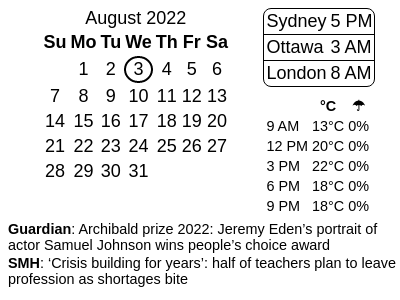 August 2022
Su Mo Tu We Th Fr Sa
1 2 3 4 5 6
7 8 9 10 11 12 13
14 15 16 17 18 19 20
21 22 23 24 25 26 27
28 29 30 31
Sydney 5 PM
Ottawa 3 AM
London 8 AM
°C ☂
9 AM 13°C 0%
12 PM 20°C 0%
3 PM 22°C 0%
6 PM 18°C 0%
9 PM 18°C 0%
Guardian: Archibald prize 2022: Jeremy Eden’s portrait of
actor Samuel Johnson wins people’s choice award
SMH: ‘Crisis building for years’: half of teachers plan to leave
profession as shortages bite